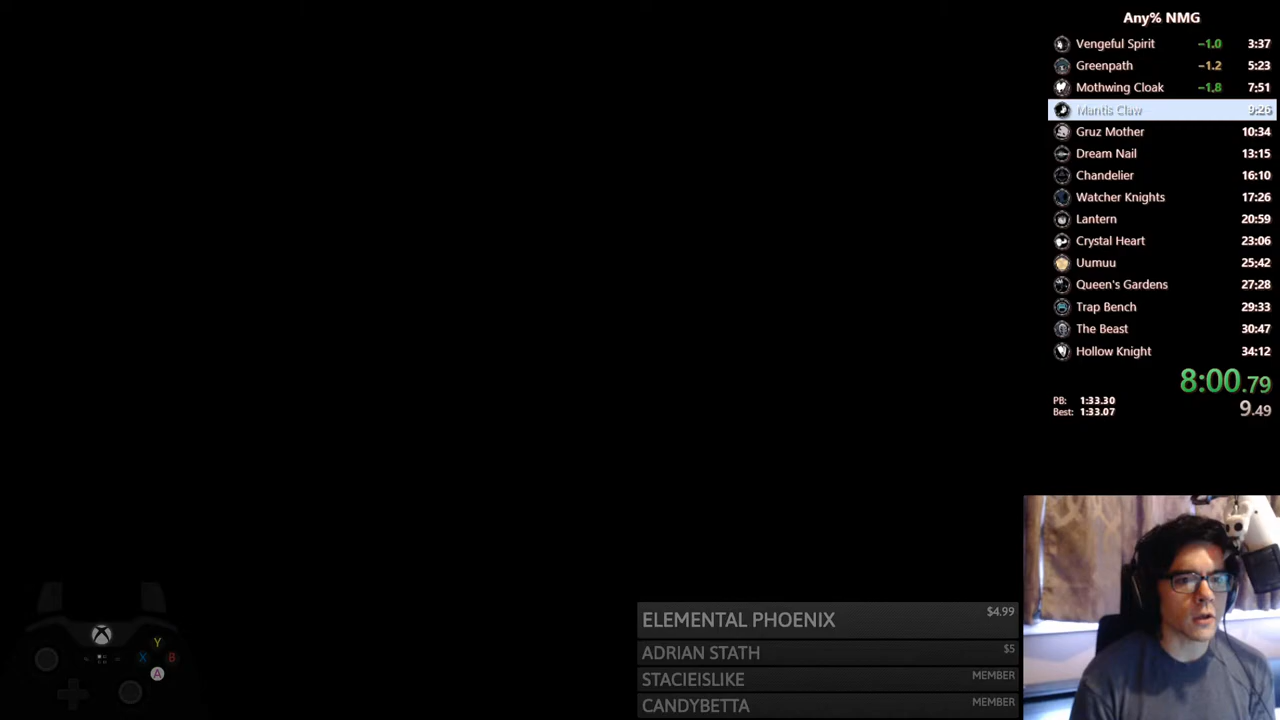 Any% NMG
Vengeful Spirit −1.0 3:37
Greenpath −1.2 5:23
Mothwing Cloak −1.8 7:51
Mantis Claw 9:26
Gruz Mother 10:34
Dream Nail 13:15
Chandelier 16:10
Watcher Knights 17:26
Lantern 20:59
Crystal Heart 23:06
Uumuu 25:42
Queen's Gardens 27:28
Trap Bench 29:33
The Beast 30:47
Hollow Knight 34:12
8:00.79
PB: 1:33.30
Best: 1:33.07
9.49
Y
X B
A
ELEMENTAL PHOENIX $4.99
ADRIAN STATH $5
STACIEISLIKE MEMBER
CANDYBETTA MEMBER